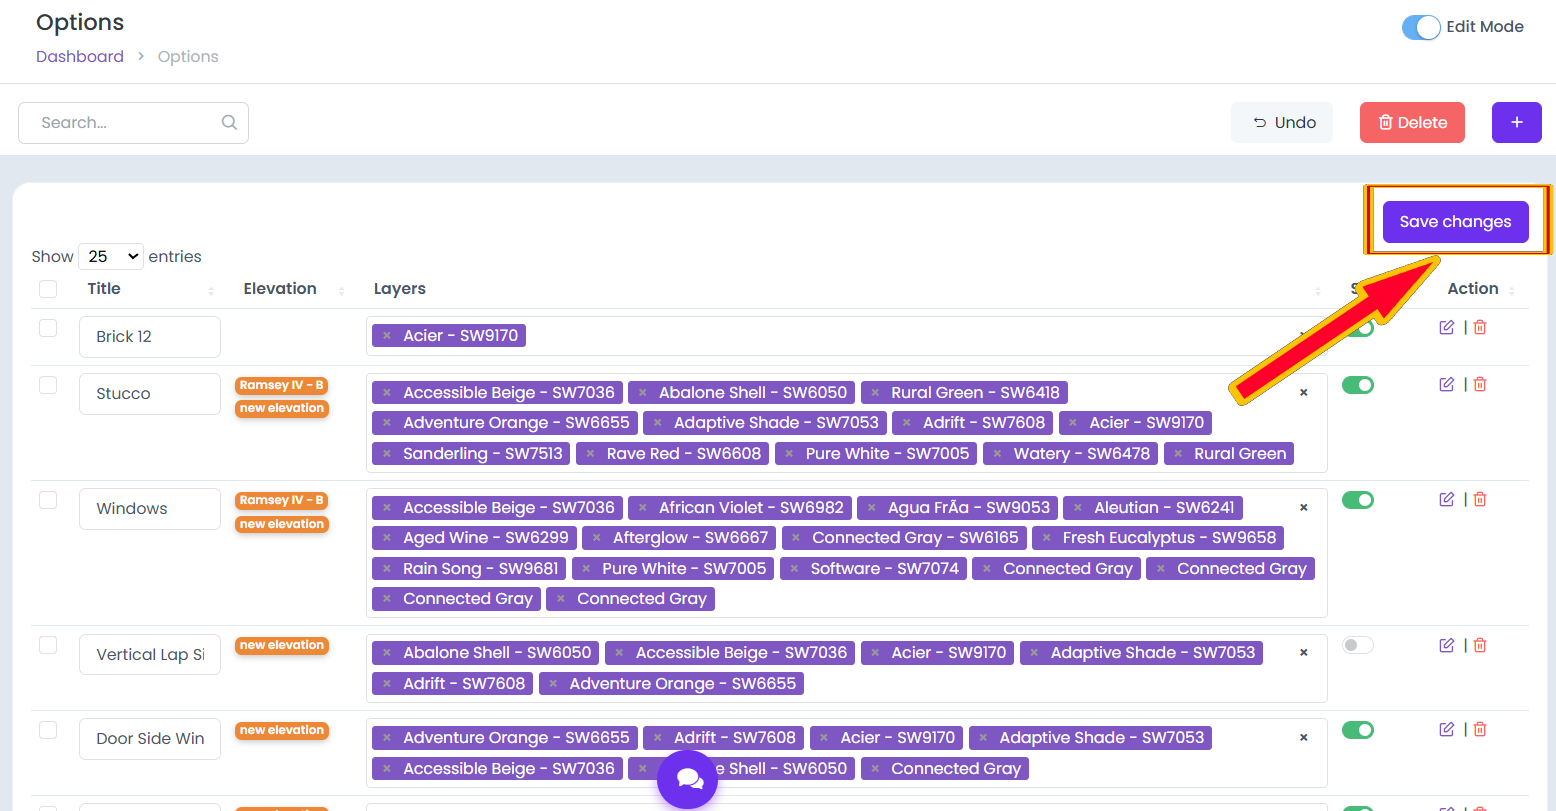 Options
Edit Mode
Dashboard > Options
Search...
Undo
Delete
+
Save changes
Show 25 entries
Title Elevation Layers Action
Brick 12
× Acier - SW9170
|
Stucco
Ramsey IV - B
new elevation
× Accessible Beige - SW7036 × Abalone Shell - SW6050 × Rural Green - SW6418 ×
× Adventure Orange - SW6655 × Adaptive Shade - SW7053 × Adrift - SW7608 × Acier - SW9170
× Sanderling - SW7513 × Rave Red - SW6608 × Pure White - SW7005 × Watery - SW6478 × Rural Green
|
Windows
Ramsey IV - B
new elevation
× Accessible Beige - SW7036 × African Violet - SW6982 × Agua FrÃ­a - SW9053 × Aleutian - SW6241 ×
× Aged Wine - SW6299 × Afterglow - SW6667 × Connected Gray - SW6165 × Fresh Eucalyptus - SW9658
× Rain Song - SW9681 × Pure White - SW7005 × Software - SW7074 × Connected Gray × Connected Gray
× Connected Gray × Connected Gray
|
Vertical Lap Si
new elevation
× Abalone Shell - SW6050 × Accessible Beige - SW7036 × Acier - SW9170 × Adaptive Shade - SW7053 ×
× Adrift - SW7608 × Adventure Orange - SW6655
|
Door Side Win
new elevation
× Adventure Orange - SW6655 × Adrift - SW7608 × Acier - SW9170 × Adaptive Shade - SW7053 ×
× Accessible Beige - SW7036 × Shell - SW6050 × Connected Gray
|